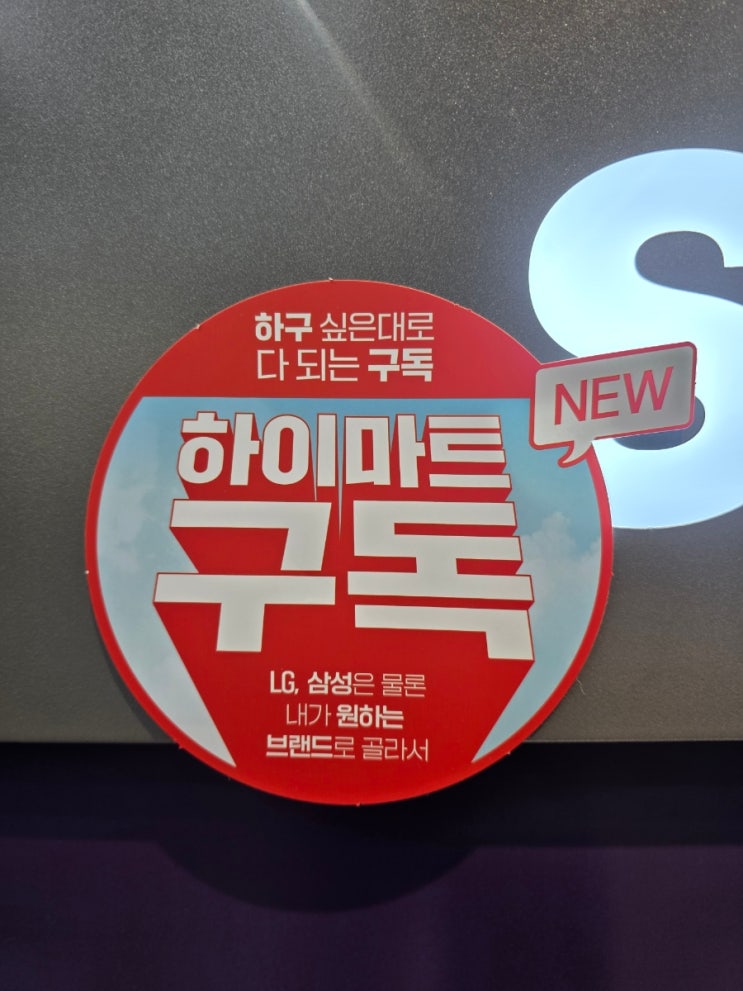 하구 싶은대로
다 되는 구독
NEW
하이마트
구독
LG, 삼성은 물론
내가 원하는
브랜드로 골라서
S